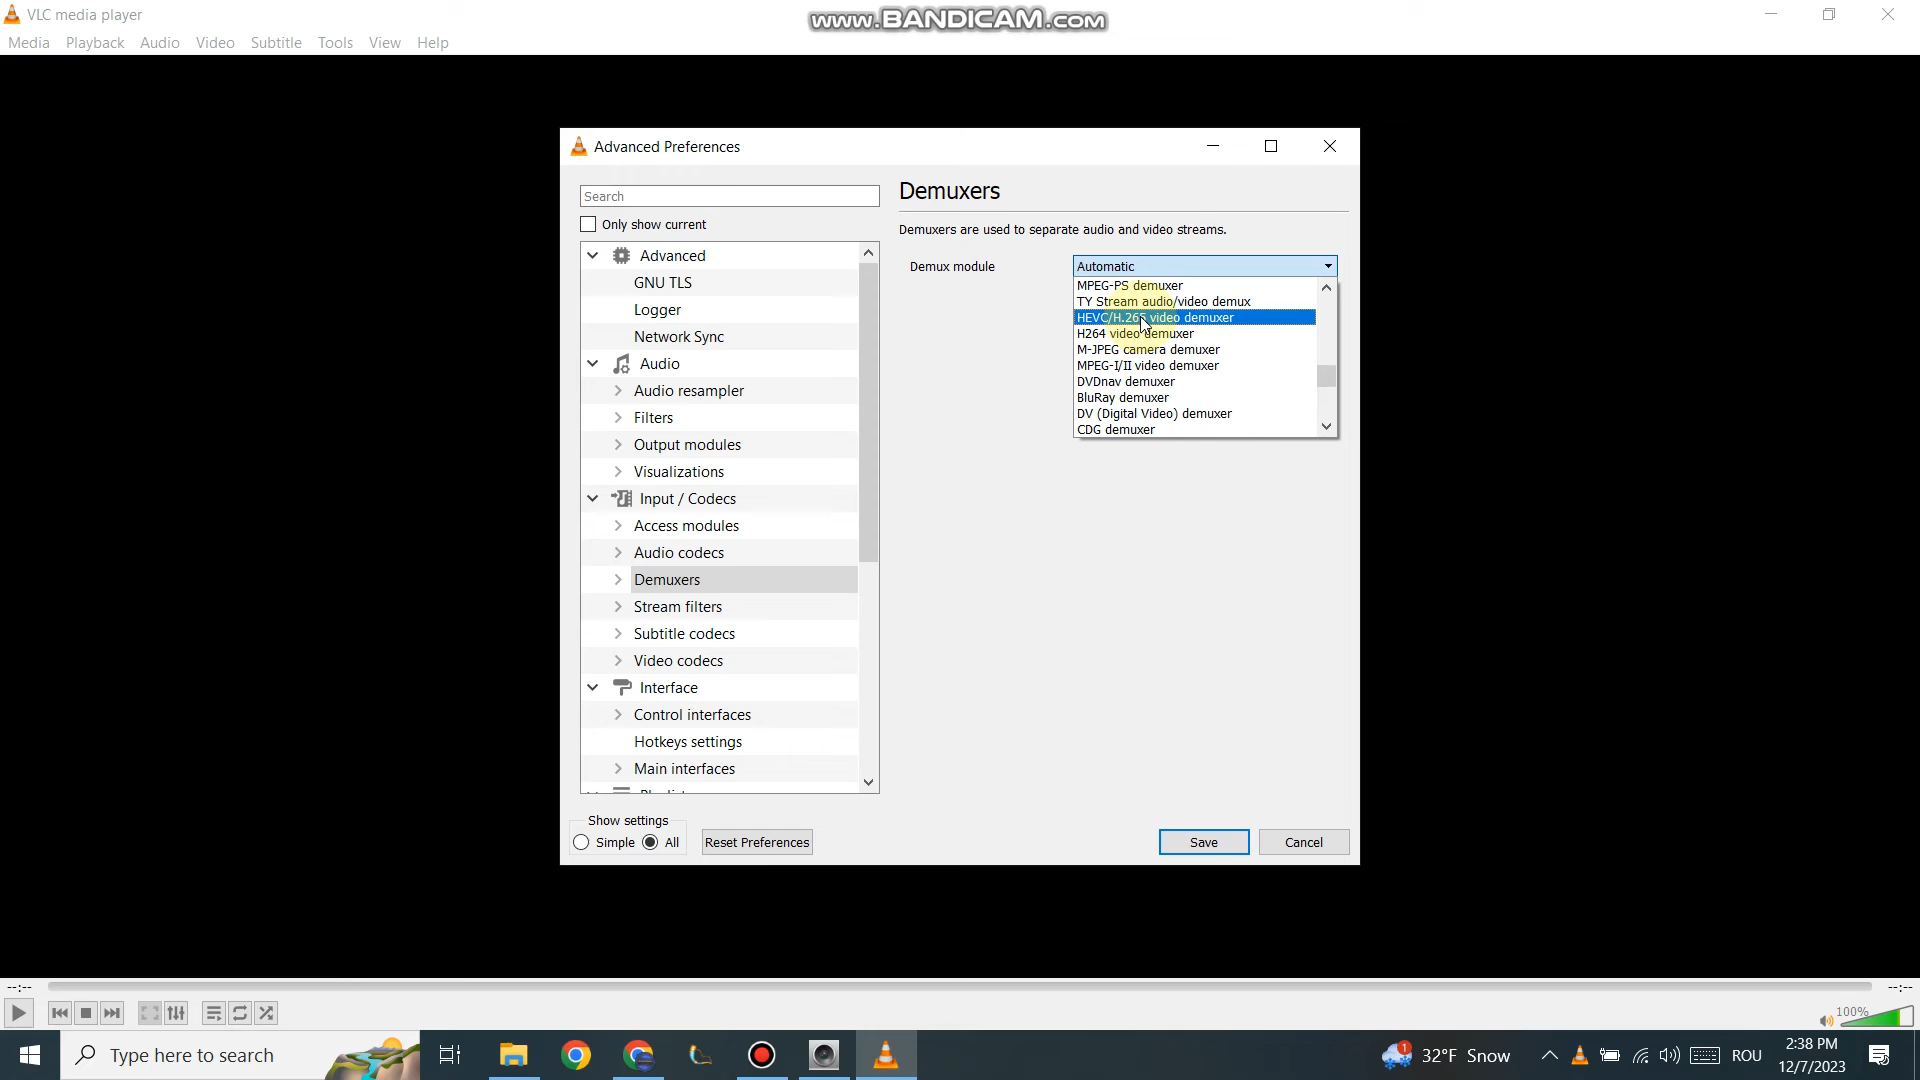 VLC media player
www.BANDICAM.com
Media Playback Audio Video Subtitle Tools View Help
Advanced Preferences
Search
Only show current
Advanced
GNU TLS
Logger
Network Sync
Audio
Audio resampler
Filters
Output modules
Visualizations
Input / Codecs
Access modules
Audio codecs
Demuxers
Stream filters
Subtitle codecs
Video codecs
Interface
Control interfaces
Hotkeys settings
Main interfaces
Demuxers
Demuxers are used to separate audio and video streams.
Demux module
Automatic
MPEG-PS demuxer
TY Stream audio/video demux
HEVC/H.265 video demuxer
H264 video demuxer
M-JPEG camera demuxer
MPEG-I/II video demuxer
DVDnav demuxer
BluRay demuxer
DV (Digital Video) demuxer
CDG demuxer
Show settings
Simple All
Reset Preferences
Save
Cancel
--:--
--:--
100%
Type here to search
1
32°F Snow
ROU
2:38 PM
12/7/2023